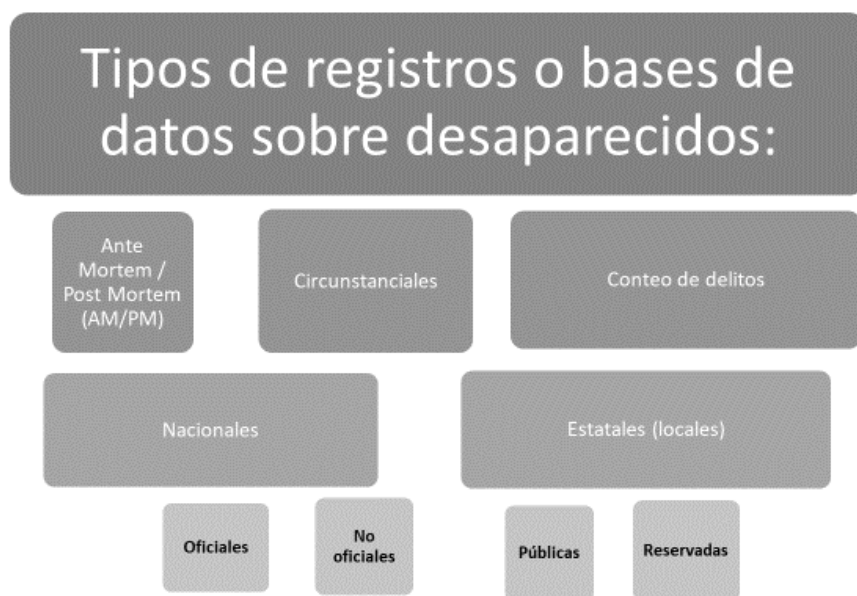 Tipos de registros o bases de
datos sobre desaparecidos:
Ante
Mortem /
Post Mortem
(AM/PM)
Circunstanciales
Conteo de delitos
Nacionales
Estatales (locales)
Oficiales
No
oficiales
Públicas
Reservadas